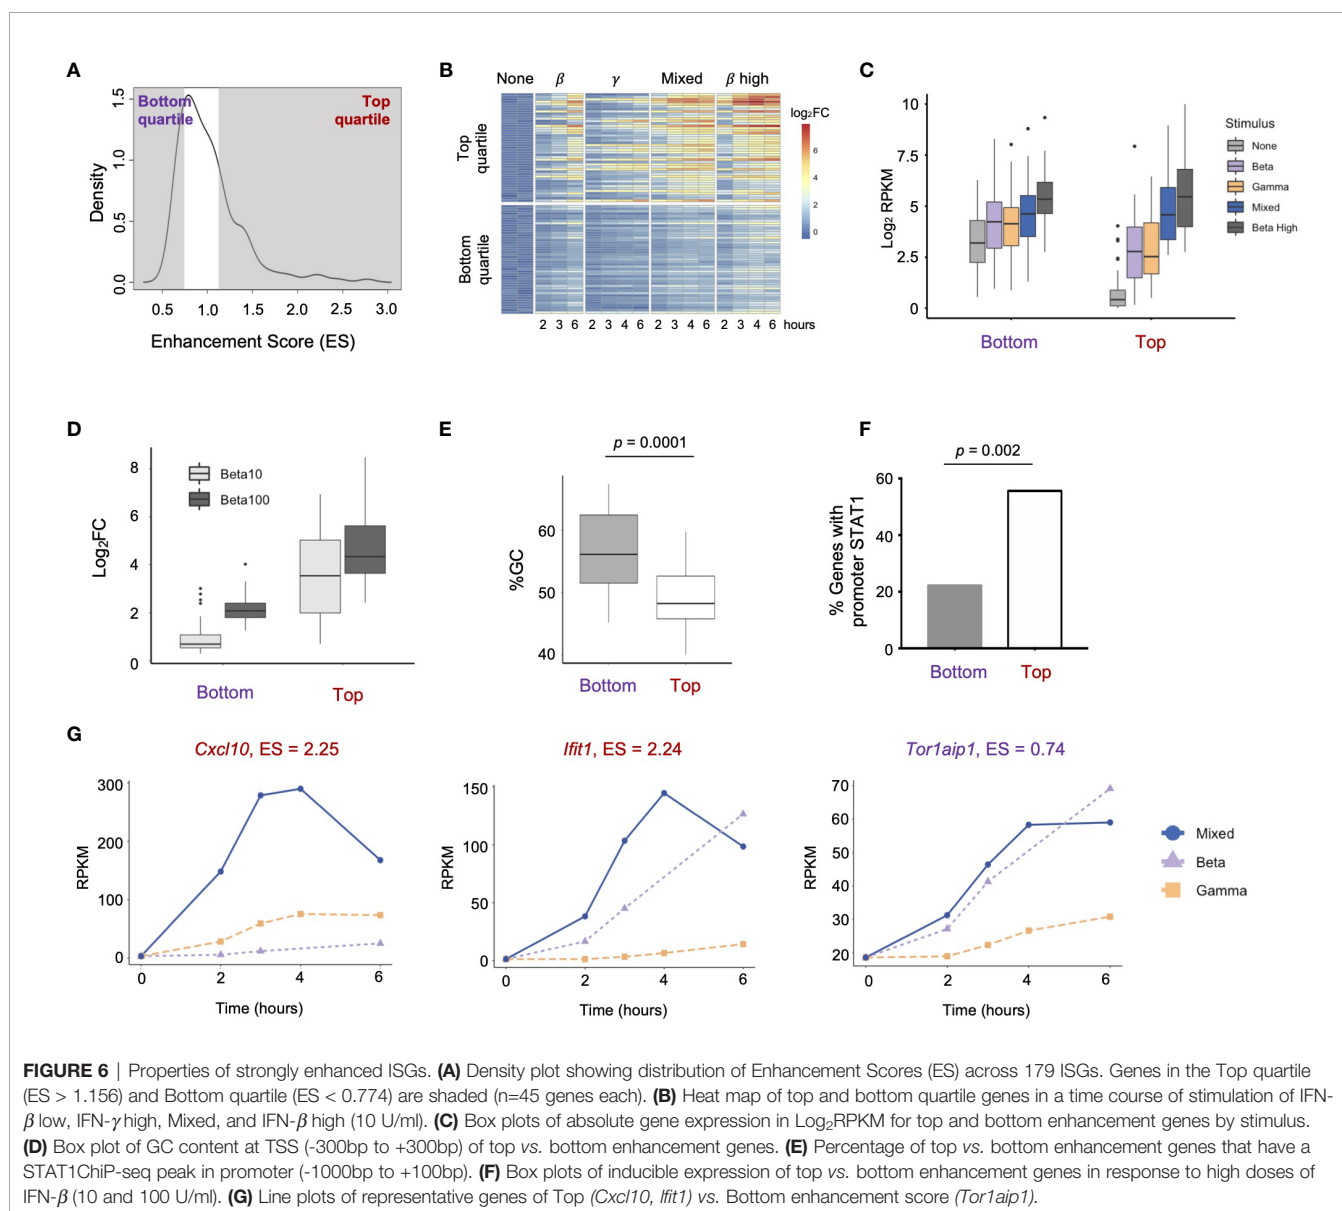 A
Bottom
quartile
Top
quartile
Density
0.0
0.5
1.0
1.5
0.5
1.0
1.5
2.0
2.5
3.0
Enhancement Score (ES)
B
None
β
γ
Mixed
β high
Top
quartile
Bottom
quartile
log₂FC
6
4
2
0
2 3 6 2 3 4 6 2 3 4 6 2 3 4 6 hours
C
Log₂ RPKM
10
7.5
5
2.5
0
Bottom
Top
Stimulus
None
Beta
Gamma
Mixed
Beta High
D
Log₂FC
8
6
4
2
0
Beta10
Beta100
Bottom
Top
E
p = 0.0001
%GC
60
50
40
Bottom
Top
F
p = 0.002
% Genes with
promoter STAT1
60
40
20
0
Bottom
Top
G
Cxcl10, ES = 2.25
RPKM
300
200
100
0
0 2 4 6
Time (hours)
Ifit1, ES = 2.24
RPKM
150
100
50
0
0 2 4 6
Time (hours)
Tor1aip1, ES = 0.74
RPKM
70
60
50
40
30
20
0 2 4 6
Time (hours)
Mixed
Beta
Gamma
FIGURE 6 | Properties of strongly enhanced ISGs. (A) Density plot showing distribution of Enhancement Scores (ES) across 179 ISGs. Genes in the Top quartile
(ES > 1.156) and Bottom quartile (ES < 0.774) are shaded (n=45 genes each). (B) Heat map of top and bottom quartile genes in a time course of stimulation of IFN-
β low, IFN-γ high, Mixed, and IFN-β high (10 U/ml). (C) Box plots of absolute gene expression in Log₂RPKM for top and bottom enhancement genes by stimulus.
(D) Box plot of GC content at TSS (-300bp to +300bp) of top vs. bottom enhancement genes. (E) Percentage of top vs. bottom enhancement genes that have a
STAT1ChiP-seq peak in promoter (-1000bp to +100bp). (F) Box plots of inducible expression of top vs. bottom enhancement genes in response to high doses of
IFN-β (10 and 100 U/ml). (G) Line plots of representative genes of Top (Cxcl10, Ifit1) vs. Bottom enhancement score (Tor1aip1).